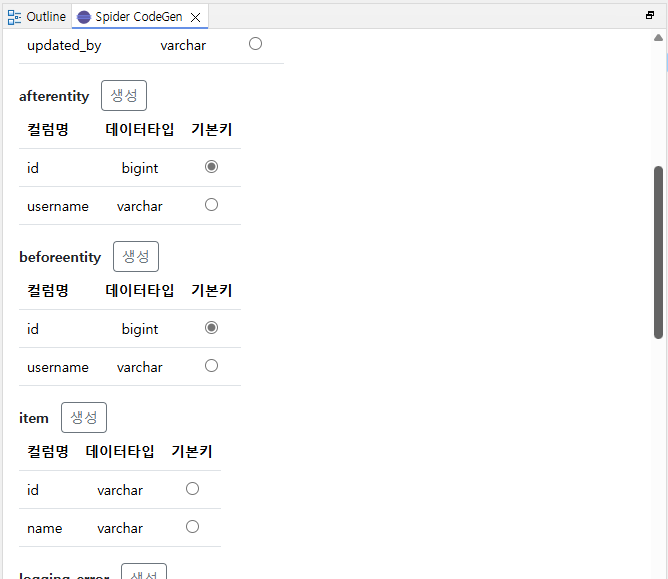 Outline Spider CodeGen
updated_by varchar
afterentity 생성
컬럼명 데이터타입 기본키
id bigint
username varchar
beforeentity 생성
컬럼명 데이터타입 기본키
id bigint
username varchar
item 생성
컬럼명 데이터타입 기본키
id varchar
name varchar
logging_error 생성